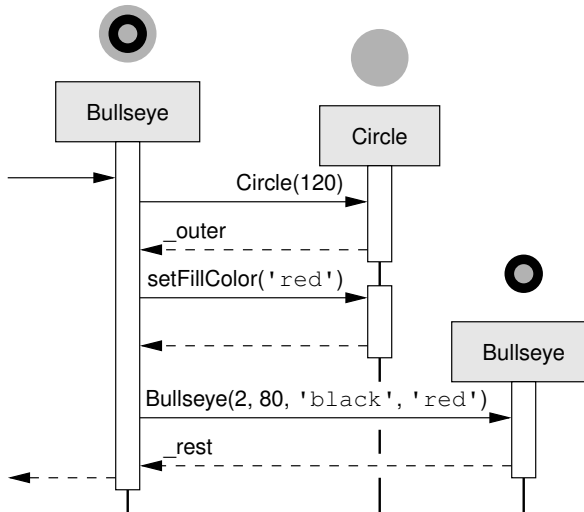 Bullseye
Circle
Circle(120)
_outer
setFillColor('red')
Bullseye
Bullseye(2, 80, 'black', 'red')
_rest